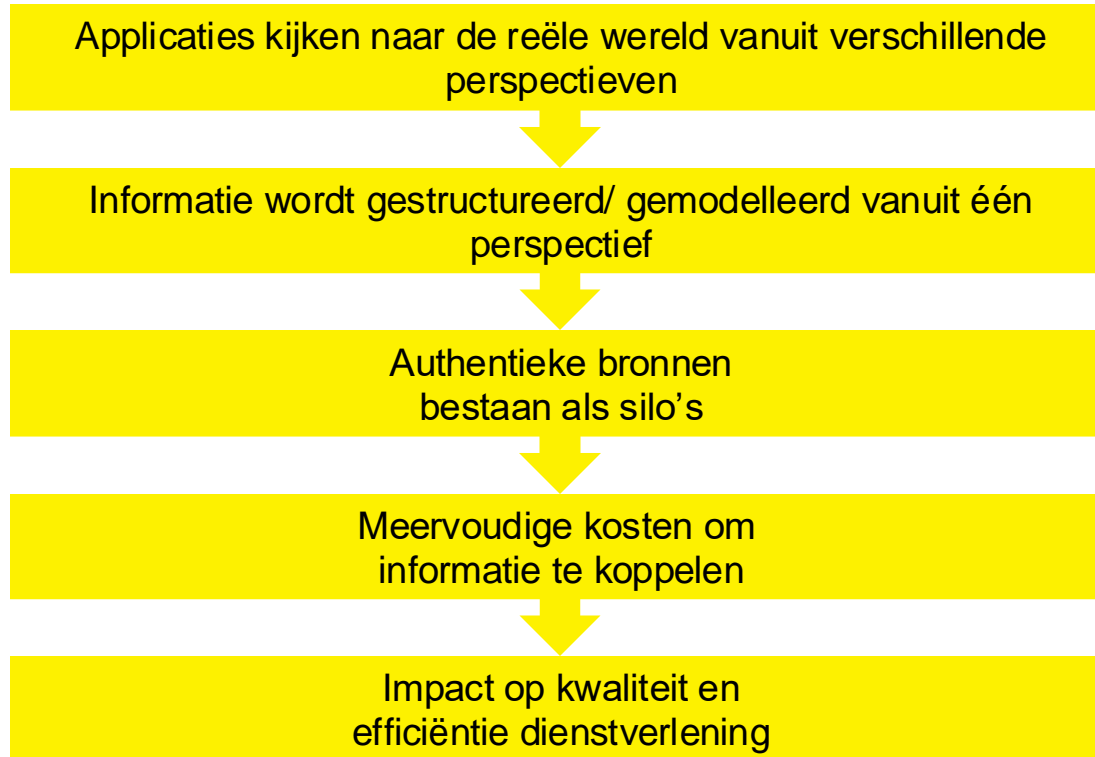 Applicaties kijken naar de reële wereld vanuit verschillende
perspectieven
Informatie wordt gestructureerd/ gemodelleerd vanuit één
perspectief
Authentieke bronnen
bestaan als silo’s
Meervoudige kosten om
informatie te koppelen
Impact op kwaliteit en
efficiëntie dienstverlening